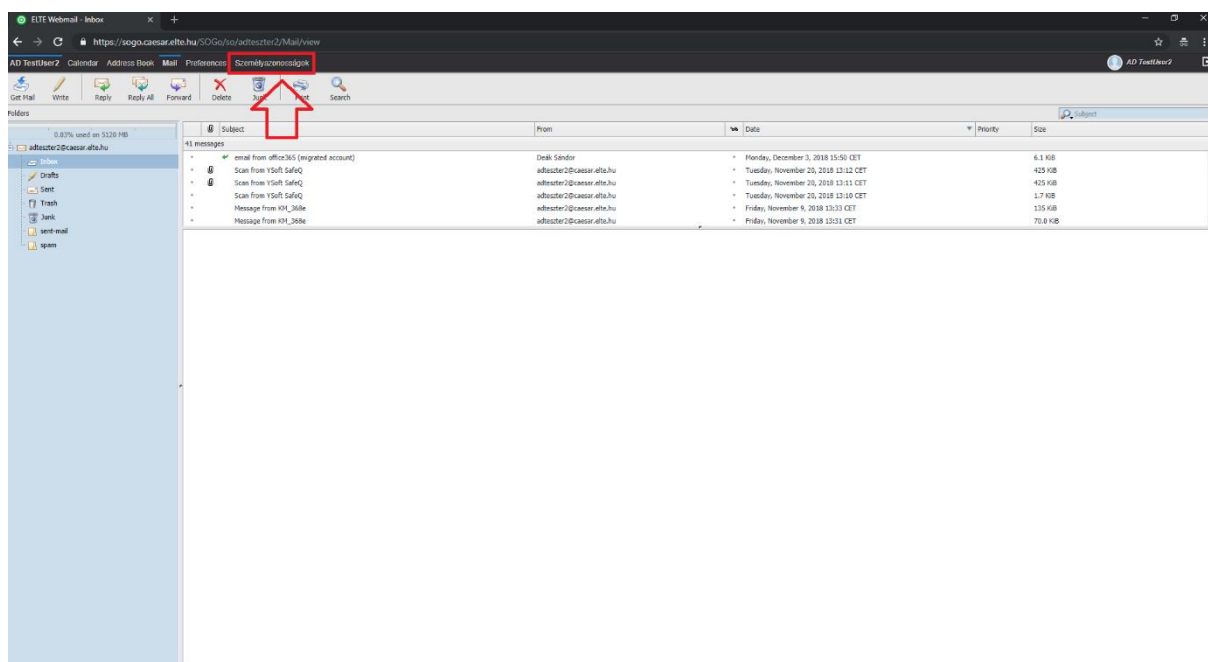 ELTE Webmail - Inbox
https://sogo.caesar.elte.hu/SOGo/so/adteszter2/Mail/view
AD TestUser2 Calendar Address Book Mail Preferences Személyazonosságok AD TestUser2
Get Mail Write Reply Reply All Forward Delete Junk Print Search
Folders Subject
0.03% used on 5120 MB Subject From Date Priority Size
adteszter2@caesar.elte.hu 41 messages
Inbox email from office365 (migrated account) Deák Sándor Monday, December 3, 2018 15:50 CET 6.1 KiB
Drafts Scan from YSoft SafeQ adteszter2@caesar.elte.hu Tuesday, November 20, 2018 13:12 CET 425 KiB
Sent Scan from YSoft SafeQ adteszter2@caesar.elte.hu Tuesday, November 20, 2018 13:11 CET 425 KiB
Trash Scan from YSoft SafeQ adteszter2@caesar.elte.hu Tuesday, November 20, 2018 13:10 CET 1.7 KiB
Junk Message from KM_368e adteszter2@caesar.elte.hu Friday, November 9, 2018 13:33 CET 135 KiB
sent-mail Message from KM_368e adteszter2@caesar.elte.hu Friday, November 9, 2018 13:31 CET 70.0 KiB
spam